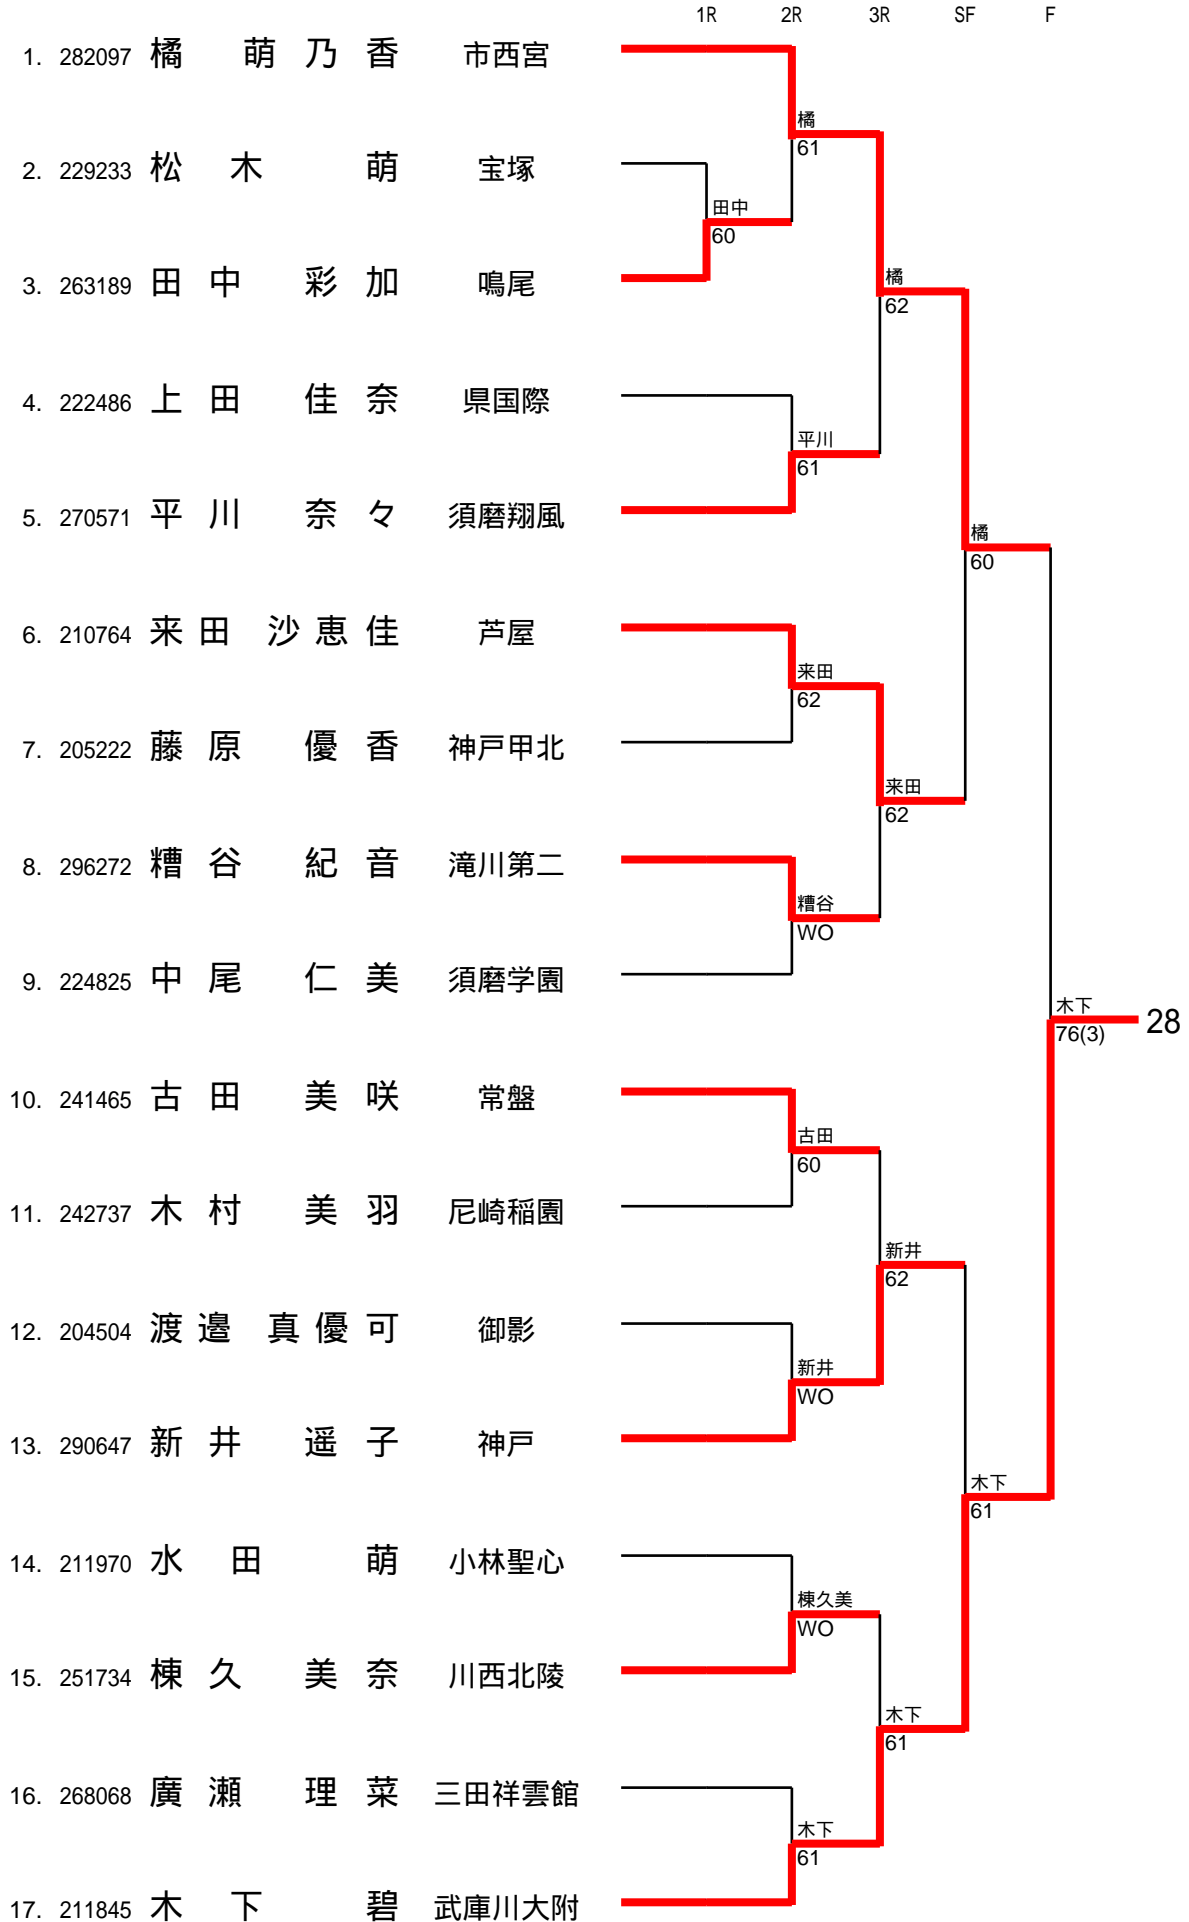 1R 2R 3R SF F
1. 282097 橘 萌乃香 市西宮
橘
61
2. 229233 松木 萌 宝塚
田中
60
3. 263189 田中 彩加 鳴尾
橘
62
4. 222486 上田 佳奈 県国際
平川
61
5. 270571 平川 奈々 須磨翔風
橘
60
6. 210764 来田 沙恵佳 芦屋
来田
62
7. 205222 藤原 優香 神戸甲北
来田
62
8. 296272 糟谷 紀音 滝川第二
糟谷
WO
9. 224825 中尾 仁美 須磨学園
木下
76(3)
28
10. 241465 古田 美咲 常盤
古田
60
11. 242737 木村 美羽 尼崎稲園
新井
62
12. 204504 渡邉 真優可 御影
新井
WO
13. 290647 新井 遥子 神戸
木下
61
14. 211970 水田 萌 小林聖心
棟久美
WO
15. 251734 棟久 美奈 川西北陵
木下
61
16. 268068 廣瀬 理菜 三田祥雲館
木下
61
17. 211845 木下 碧 武庫川大附